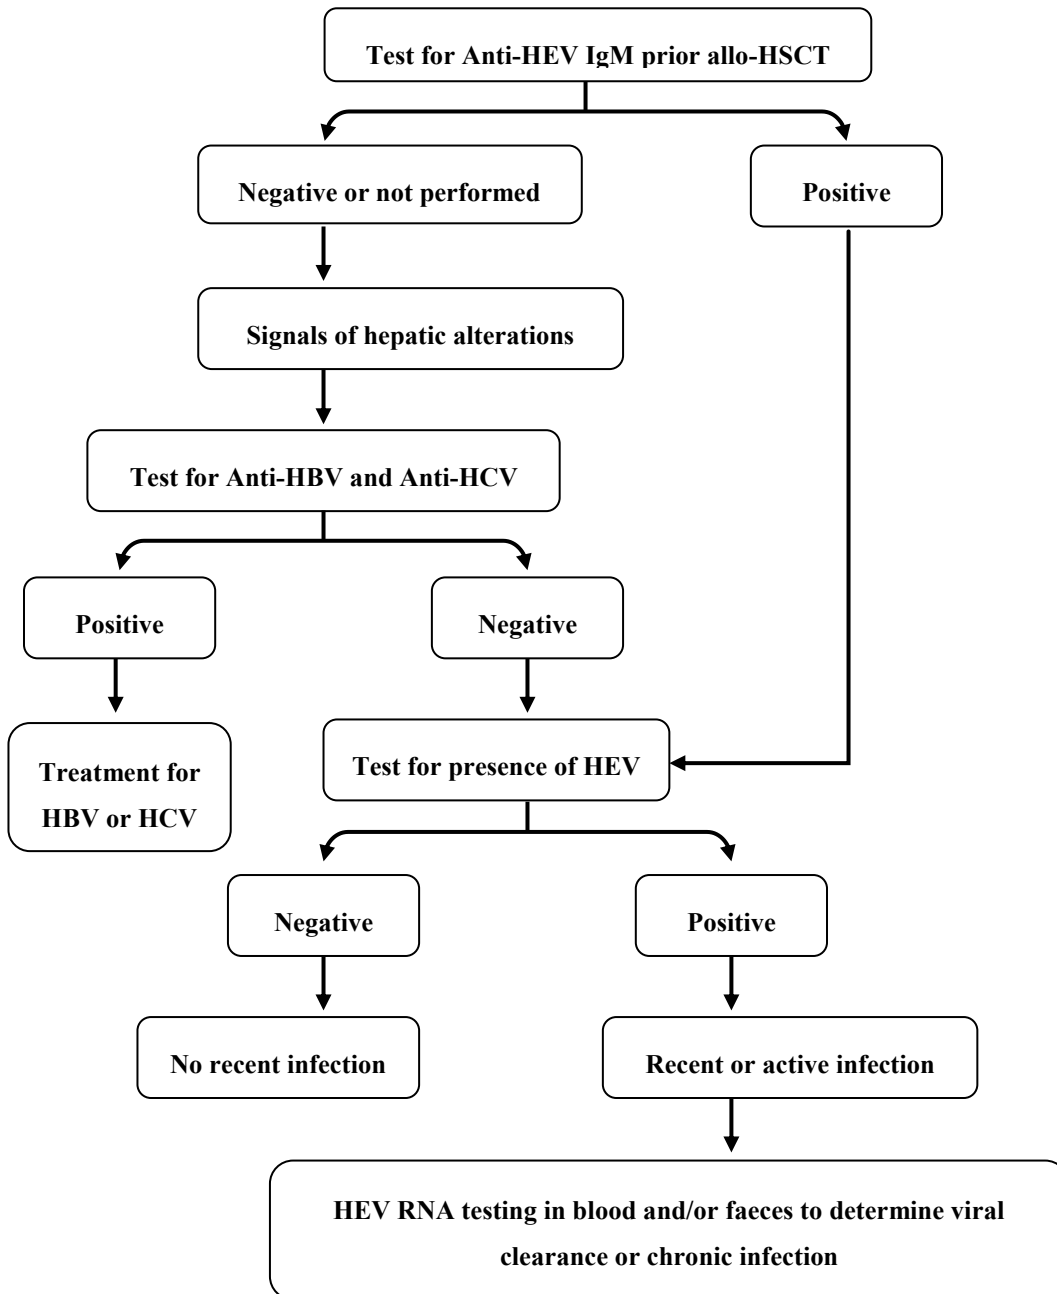 Test for Anti-HEV IgM prior allo-HSCT
Negative or not performed
Positive
Signals of hepatic alterations
Test for Anti-HBV and Anti-HCV
Positive
Negative
Treatment for
HBV or HCV
Test for presence of HEV
Negative
Positive
No recent infection
Recent or active infection
HEV RNA testing in blood and/or faeces to determine viral
clearance or chronic infection